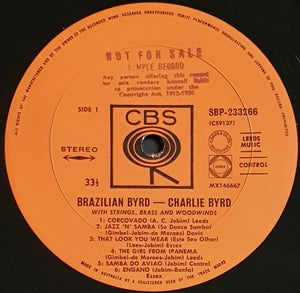 NOT FOR SALE
SAMPLE RECORD
Any person offering this record
for sale renders himself liable
to prosecution under the
Copyright Act, 1912-1950
SIDE 1
CBS
SBP-233266
(CS9137)
STEREO
LEEDS
MUSIC
33⅓
CONTROL
MX146667
BRAZILIAN BYRD — CHARLIE BYRD
WITH STRINGS, BRASS AND WOODWINDS
1: CORCOVADO (A. C. Jobim) Leeds
2: JAZZ 'N' SAMBA (So Danco Samba)
(Gimbel-Jobim-de Moraes) Davis
3: THAT LOOK YOU WEAR (Este Seu Olhar)
(Lees-Jobim) Essex
4: THE GIRL FROM IPANEMA
(Gimbel-Jobim-de Moraes) Leeds
5: SAMBA DO AVIAO (Jobim) Control
6: ENGANO (Jobim-Bonfa)
Essex